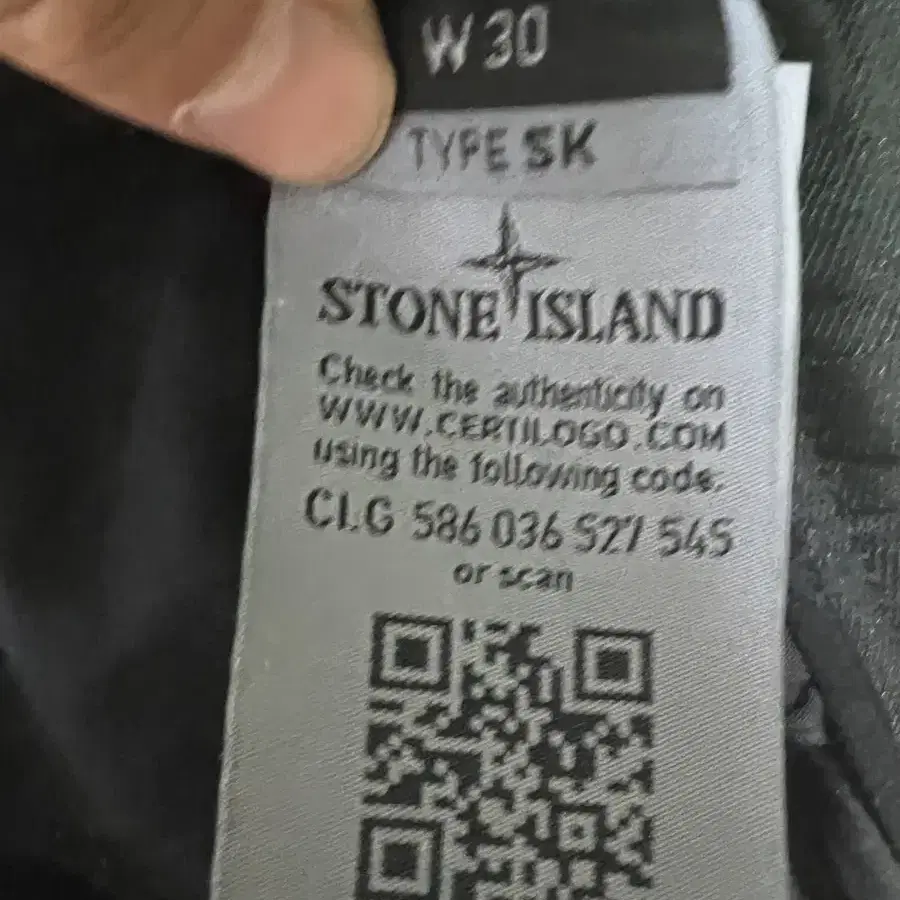 W 30
TYPE SK
STONE ISLAND
Check the authenticity on
WWW.CERTILOGO.COM
using the following code:
CLG 586 036 527 545
or scan